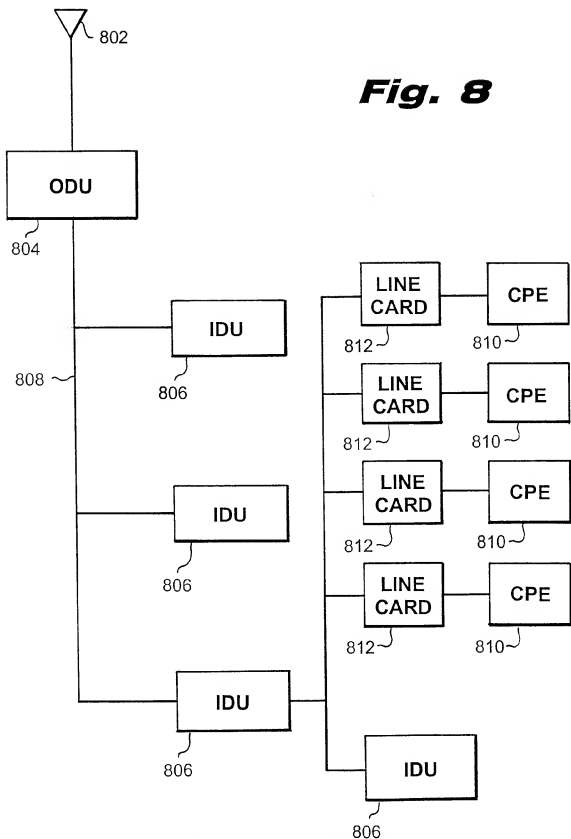 802
Fig. 8
ODU
804
LINE
CARD
CPE
812
810
IDU
806
808
LINE
CARD
CPE
812
810
LINE
CARD
CPE
812
810
IDU
806
LINE
CARD
CPE
812
810
IDU
806
IDU
806